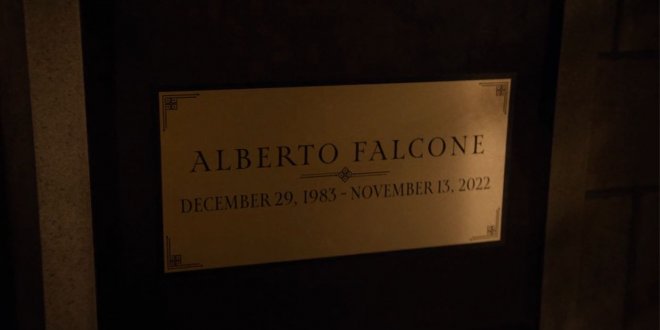 ALBERTO FALCONE
DECEMBER 29, 1983 - NOVEMBER 13, 2022